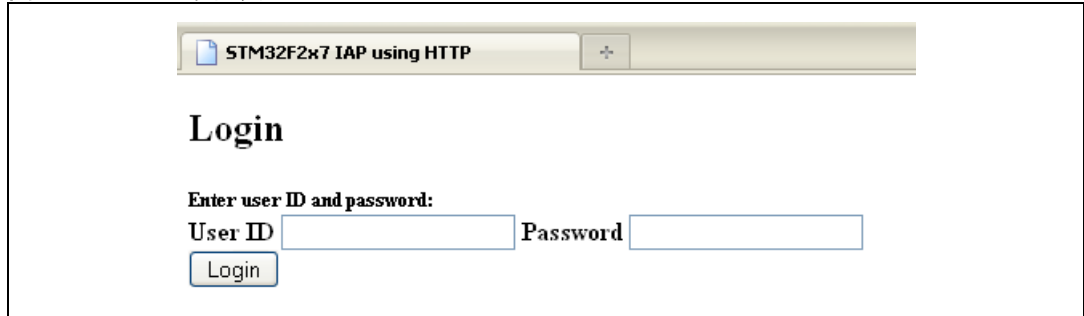 STM32F2x7 IAP using HTTP
Login
Enter user ID and password:
User ID Password
Login